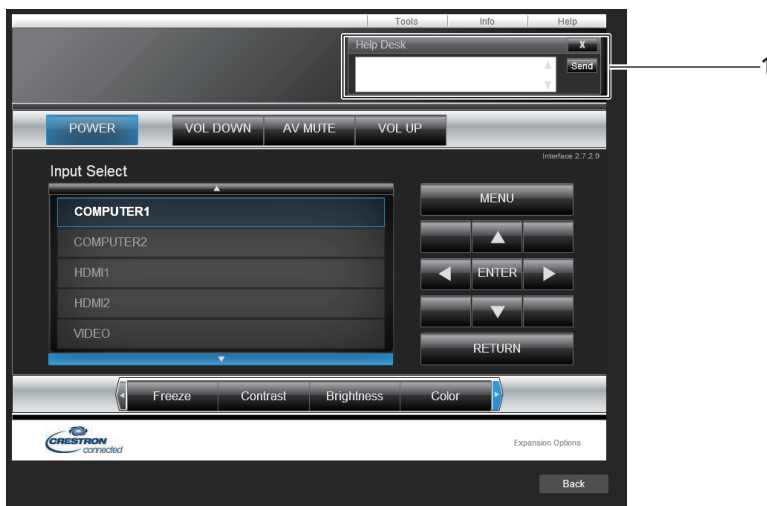 Tools Info Help
Help Desk X
Send
1
POWER VOL DOWN AV MUTE VOL UP
Interface 2.7.2.9
Input Select
COMPUTER1
COMPUTER2
HDMI1
HDMI2
VIDEO
MENU
ENTER
RETURN
Freeze Contrast Brightness Color
CRESTRON
connected
Expansion Options
Back